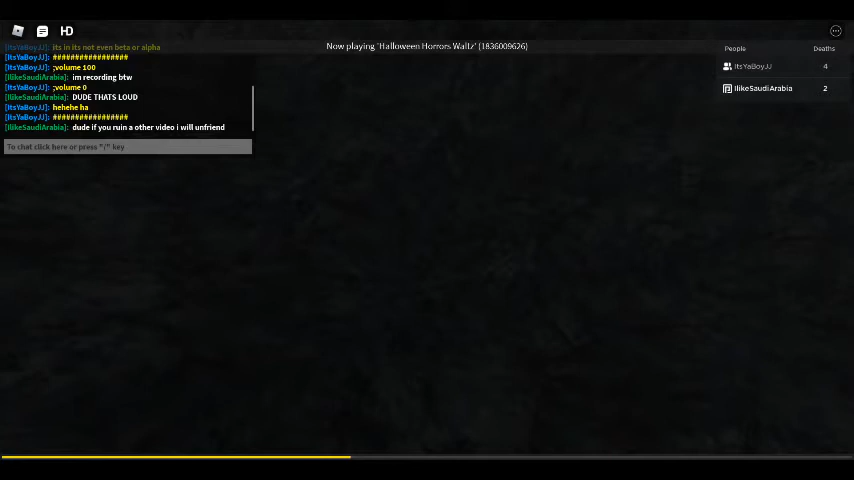 HD
[ItsYaBoyJJ]: its in its not even beta or alpha
[ItsYaBoyJJ]: #################
[ItsYaBoyJJ]: ;volume 100
[IlikeSaudiArabia]: im recording btw
[ItsYaBoyJJ]: ;volume 0
[IlikeSaudiArabia]: DUDE THATS LOUD
[ItsYaBoyJJ]: hehehe ha
[ItsYaBoyJJ]: #################
[IlikeSaudiArabia]: dude if you ruin a other video i will unfriend
To chat click here or press "/" key
Now playing 'Halloween Horrors Waltz' (1836009626)
People Deaths
ItsYaBoyJJ 4
IlikeSaudiArabia 2